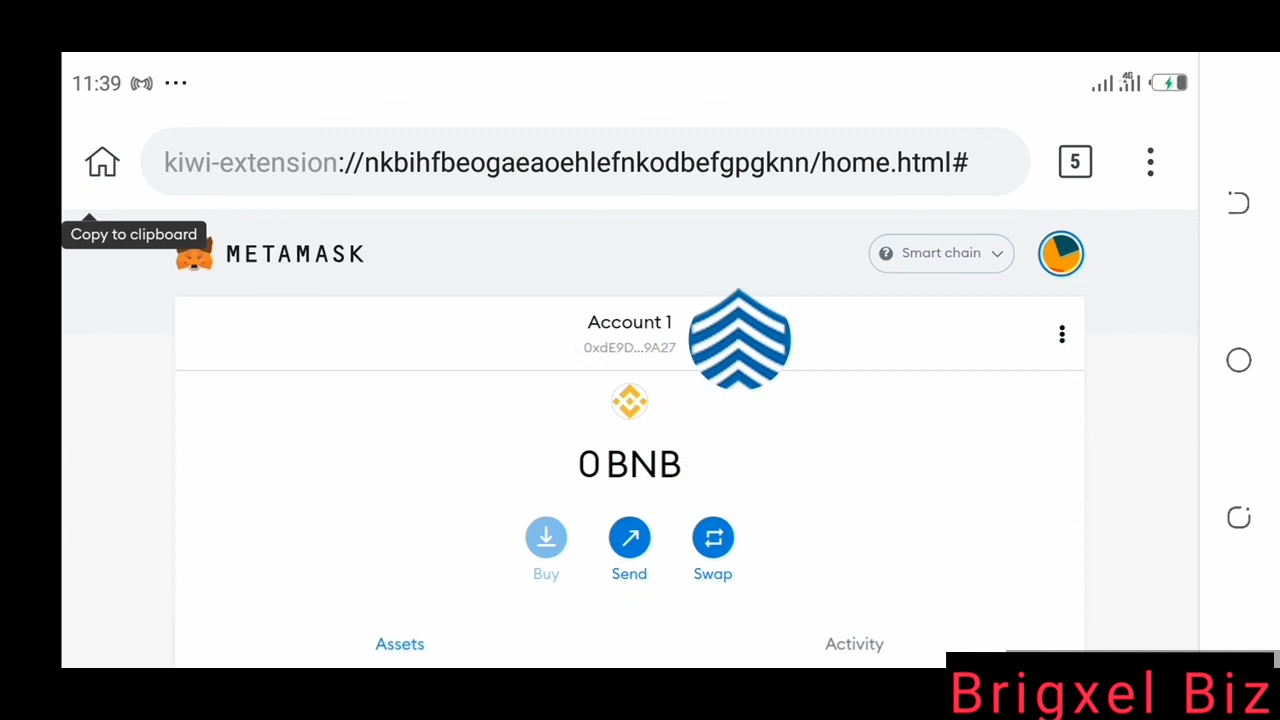 11:39
4G
kiwi-extension://nkbihfbeogaeaoehlefnkodbefgpgknn/home.html#
5
Copy to clipboard
METAMASK
? Smart chain
Account 1
0xdE9D...9A27
0 BNB
Buy
Send
Swap
Assets
Activity
Brigxel Biz